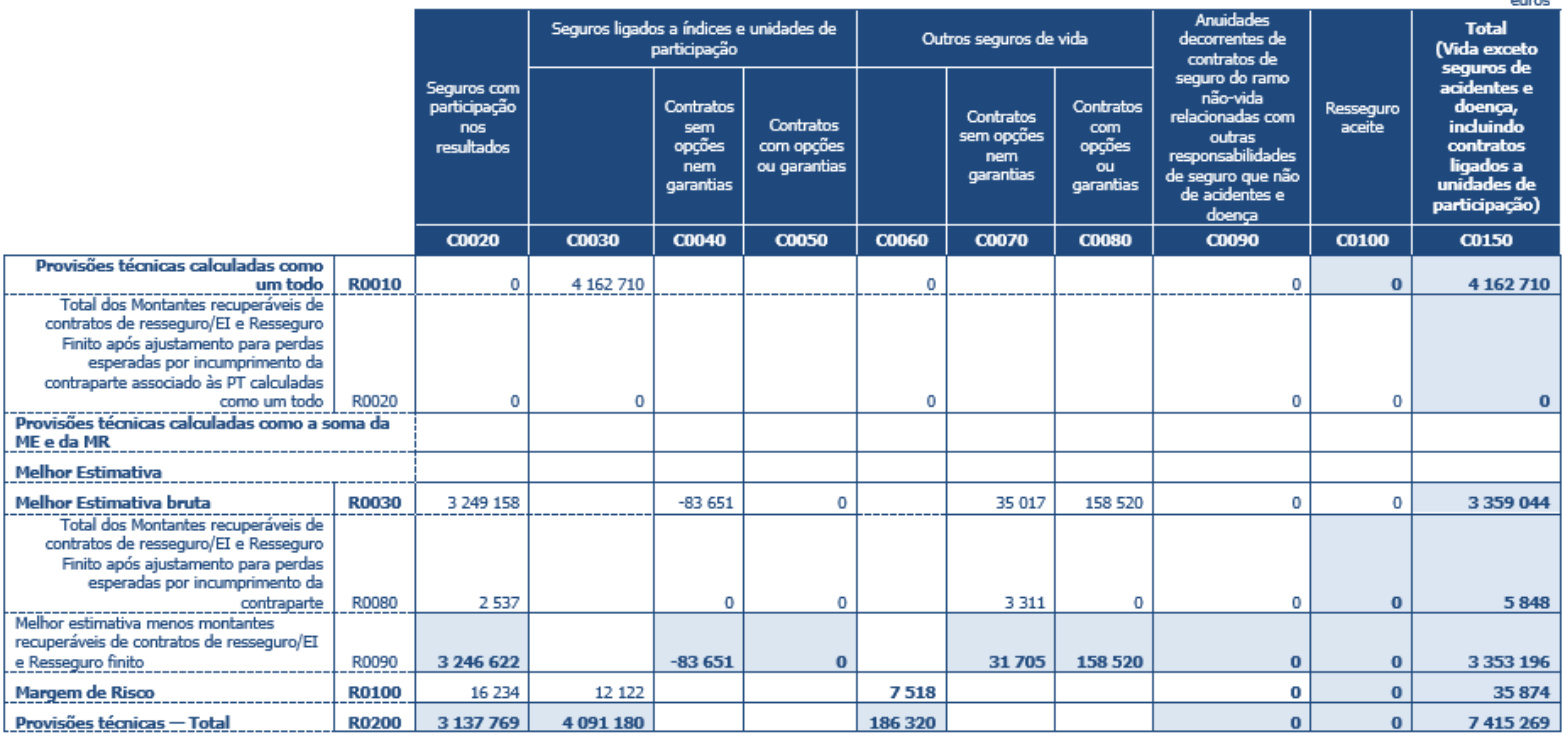 euros
Seguros com
participação
nos
resultados
Seguros ligados a índices e unidades de
participação
Contratos
sem
opções
nem
garantias
Contratos
com opções
ou garantias
Outros seguros de vida
Contratos
sem opções
nem
garantias
Contratos
com
opções
ou
garantias
Anuidades
decorrentes de
contratos de
seguro do ramo
não-vida
relacionadas com
outras
responsabilidades
de seguro que não
de acidentes e
doença
Resseguro
aceite
Total
(Vida exceto
seguros de
acidentes e
doença,
incluindo
contratos
ligados a
unidades de
participação)
C0020 C0030 C0040 C0050 C0060 C0070 C0080 C0090 C0100 C0150
Provisões técnicas calculadas como
um todo R0010 0 4 162 710 0 0 0 4 162 710
Total dos Montantes recuperáveis de
contratos de resseguro/EI e Resseguro
Finito após ajustamento para perdas
esperadas por incumprimento da
contraparte associado às PT calculadas
como um todo R0020 0 0 0 0 0 0
Provisões técnicas calculadas como a soma da
ME e da MR
Melhor Estimativa
Melhor Estimativa bruta R0030 3 249 158 -83 651 0 35 017 158 520 0 0 3 359 044
Total dos Montantes recuperáveis de
contratos de resseguro/EI e Resseguro
Finito após ajustamento para perdas
esperadas por incumprimento da
contraparte R0080 2 537 0 0 3 311 0 0 0 5 848
Melhor estimativa menos montantes
recuperáveis de contratos de resseguro/EI
e Resseguro finito R0090 3 246 622 -83 651 0 31 705 158 520 0 0 3 353 196
Margem de Risco R0100 16 234 12 122 7 518 0 0 35 874
Provisões técnicas — Total R0200 3 137 769 4 091 180 186 320 0 0 7 415 269